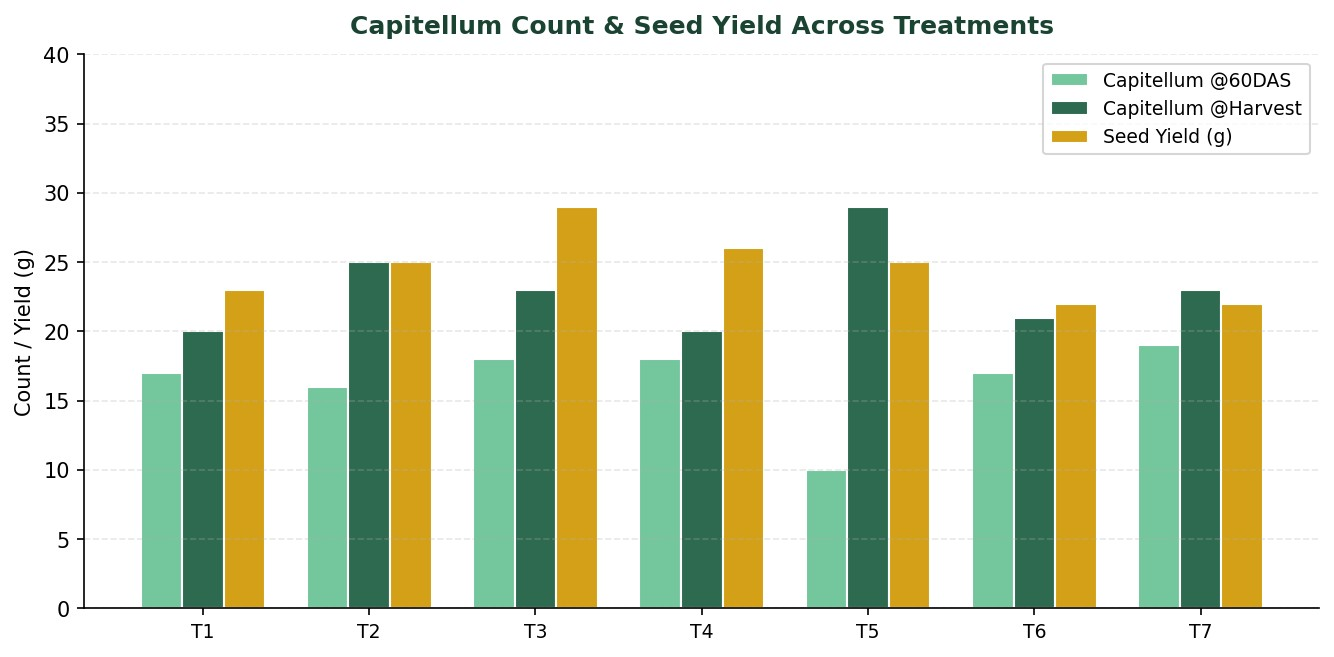 Capitellum Count & Seed Yield Across Treatments
Count / Yield (g)
40
35
30
25
20
15
10
5
0
Capitellum @60DAS
Capitellum @Harvest
Seed Yield (g)
T1 T2 T3 T4 T5 T6 T7